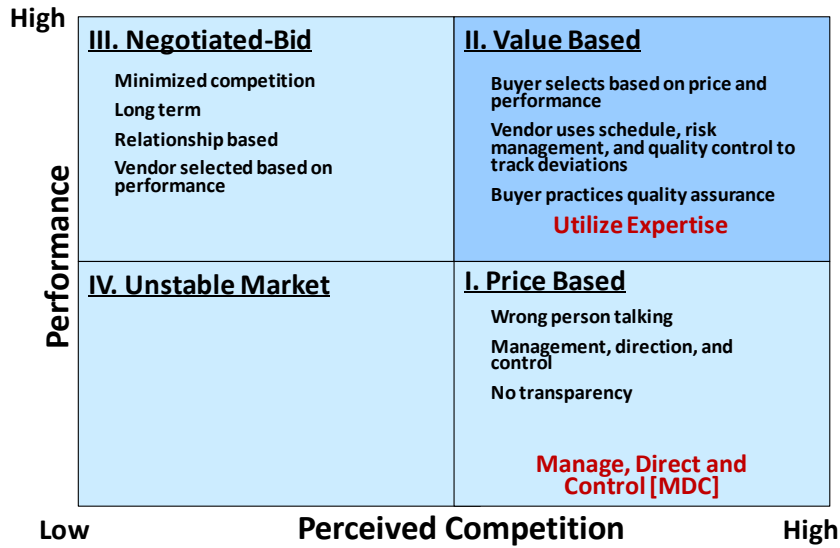 High
III. Negotiated-Bid
Minimized competition
Long term
Relationship based
Vendor selected based on
performance
II. Value Based
Buyer selects based on price and
performance
Vendor uses schedule, risk
management, and quality control to
track deviations
Buyer practices quality assurance
Utilize Expertise
Performance
IV. Unstable Market
I. Price Based
Wrong person talking
Management, direction, and
control
No transparency
Manage, Direct and
Control [MDC]
Low
Perceived Competition
High